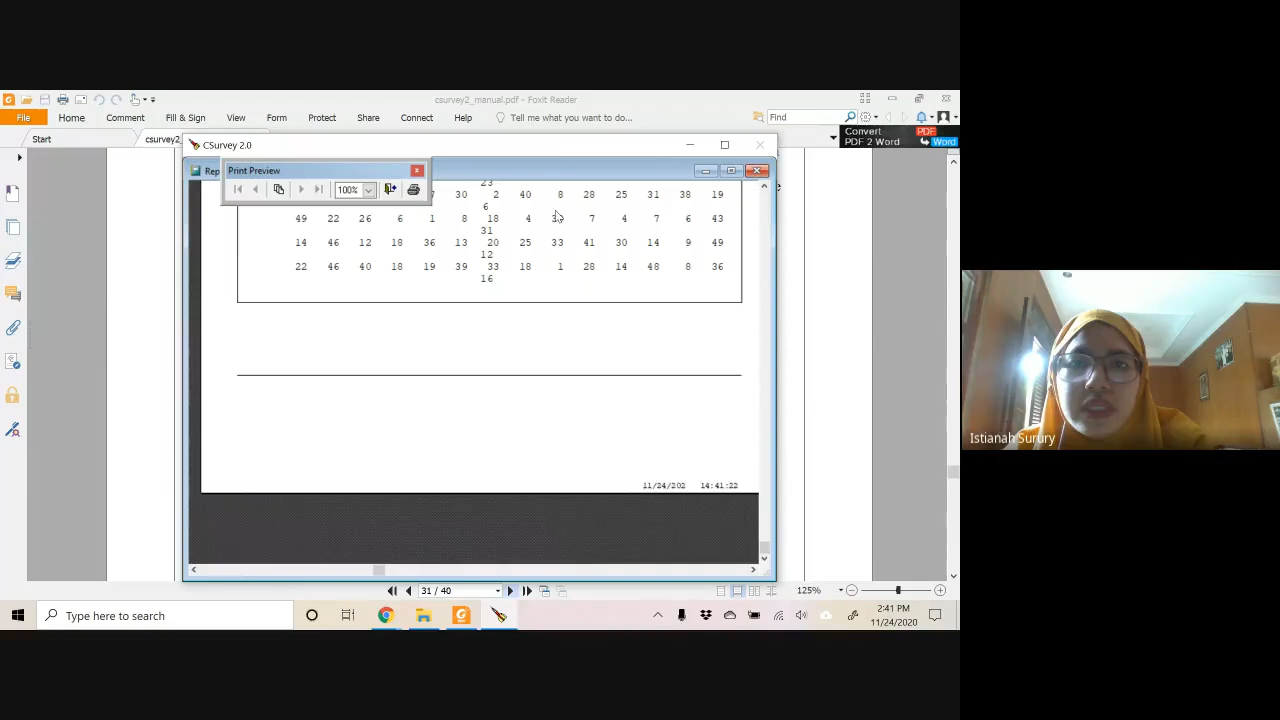 csurvey2_manual.pdf - Foxit Reader
File Home Comment Fill & Sign View Form Protect Share Connect Help Tell me what you want to do... Find
Start csurvey2_
Convert PDF
PDF 2 Word Word
CSurvey 2.0
Rep
Print Preview
100%
23
30 2 40 8 28 25 31 38 19
6
49 22 26 6 1 8 18 4 7 4 7 6 43
31
14 46 12 18 36 13 20 25 33 41 30 14 9 49
12
22 46 40 18 19 39 33 18 1 28 14 48 8 36
16
11/24/202 14:41:22
31 / 40
125%
Type here to search
2:41 PM
11/24/2020
Istianah Surury